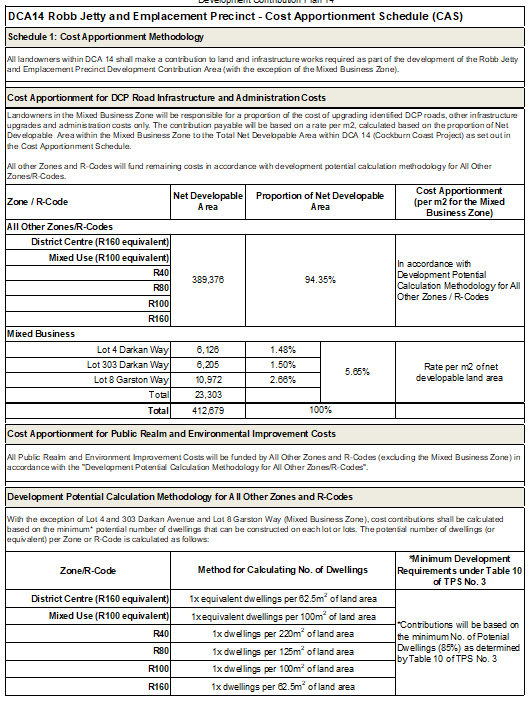 Development Contribution Plan 14
DCA14 Robb Jetty and Emplacement Precinct - Cost Apportionment Schedule (CAS)
Schedule 1: Cost Apportionment Methodology
All landowners within DCA 14 shall make a contribution to land and infrastructure works required as part of the development of the Robb Jetty
and Emplacement Precinct Development Contribution Area (with the exception of the Mixed Business Zone).
Cost Apportionment for DCP Road Infrastructure and Administration Costs
Landowners in the Mixed Business Zone will be responsible for a proportion of the cost of upgrading identified DCP roads, other infrastructure
upgrades and administration costs only. The contribution payable will be based on a rate per m2, calculated based on the proportion of Net
Developable Area within the Mixed Business Zone to the Total Net Developable Area within DCA 14 (Cockburn Coast Project) as set out in
the Cost Apportionment Schedule.
All other Zones and R-Codes will fund remaining costs in accordance with development potential calculation methodology for All Other
Zones/R-Codes.
Zone / R-Code
Net Developable
Area
Proportion of Net Developable
Area
Cost Apportionment
(per m2 for the Mixed
Business Zone)
All Other Zones/R-Codes
District Centre (R160 equivalent)
Mixed Use (R100 equivalent)
R40
R80
R100
R160
389,376
94.35%
In accordance with
Development Potential
Calculation Methodology for All
Other Zones / R-Codes
Mixed Business
Lot 4 Darkan Way 6,126 1.48%
Lot 303 Darkan Way 6,205 1.50%
Lot 8 Garston Way 10,972 2.66%
Total 23,303
5.65%
Rate per m2 of net
developable land area
Total 412,679 100%
Cost Apportionment for Public Realm and Environmental Improvement Costs
All Public Realm and Environment Improvement Costs will be funded by All Other Zones and R-Codes (excluding the Mixed Business Zone) in
accordance with the "Development Potential Calculation Methodology for All Other Zones/R-Codes".
Development Potential Calculation Methodology for All Other Zones and R-Codes
With the exception of Lot 4 and 303 Darkan Avenue and Lot 8 Garston Way (Mixed Business Zone), cost contributions shall be calculated
based on the minimum* potential number of dwellings that can be constructed on each lot or lots. The potential number of dwellings (or
equivalent) per Zone or R-Code is calculated as follows:
Zone/R-Code
Method for Calculating No. of Dwellings
*Minimum Development
Requirements under Table 10
of TPS No. 3
District Centre (R160 equivalent) 1x equivalent dwellings per 62.5m² of land area
Mixed Use (R100 equivalent) 1x equivalent dwellings per 100m² of land area
R40 1x dwellings per 220m² of land area
R80 1x dwellings per 125m² of land area
R100 1x dwellings per 100m² of land area
R160 1x dwellings per 62.5m² of land area
*Contributions will be based on
the minimum No. of Potential
Dwellings (85%) as determined
by Table 10 of TPS No. 3